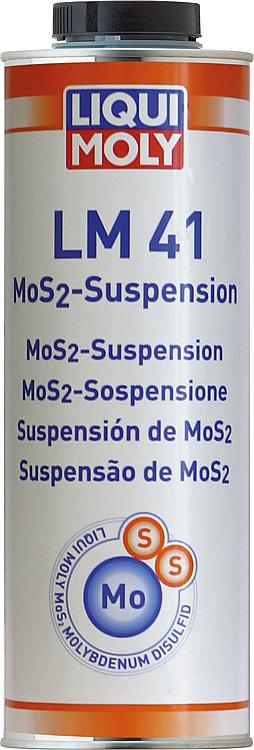 LIQUI
MOLY
LM 41
MoS2-Suspension
MoS2-Suspension
MoS2-Sospensione
Suspensión de MoS2
Suspensão de MoS2
LIQUI MOLY MoS2 MOLYBDENUM DISULFID
S
S
Mo